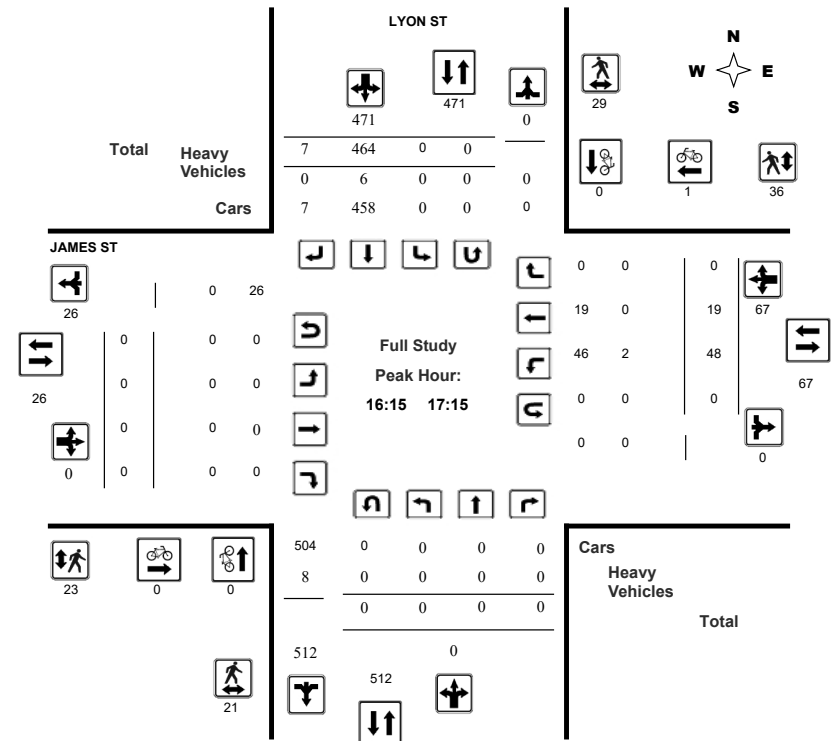 LYON ST
N
W E
S
471
471
0
29
Total
Heavy
Vehicles
Cars
7 464 0 0
0 6 0 0 0
7 458 0 0 0
0 1 36
JAMES ST
26
0 26
0 0 0
0 0 0
0 0 0
0 0 0
26
0
Full Study
Peak Hour:
16:15 17:15
0 0 0
19 0 19
46 2 48
0 0 0
0 0
67
67
0
504 0 0 0 0
8 0 0 0 0
0 0 0 0
512 0
512
Cars
Heavy
Vehicles
Total
23 0 0
21